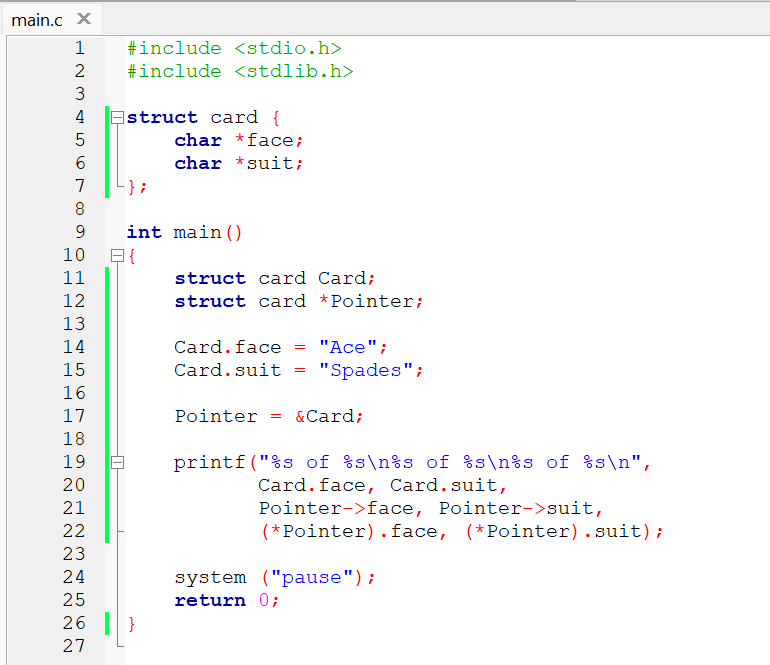 main.c ×
1 #include <stdio.h>
2 #include <stdlib.h>
3
4 struct card {
5     char *face;
6     char *suit;
7 };
8
9 int main()
10 {
11     struct card Card;
12     struct card *Pointer;
13
14     Card.face = "Ace";
15     Card.suit = "Spades";
16
17     Pointer = &Card;
18
19     printf("%s of %s\n%s of %s\n%s of %s\n",
20            Card.face, Card.suit,
21            Pointer->face, Pointer->suit,
22            (*Pointer).face, (*Pointer).suit);
23
24     system ("pause");
25     return 0;
26 }
27